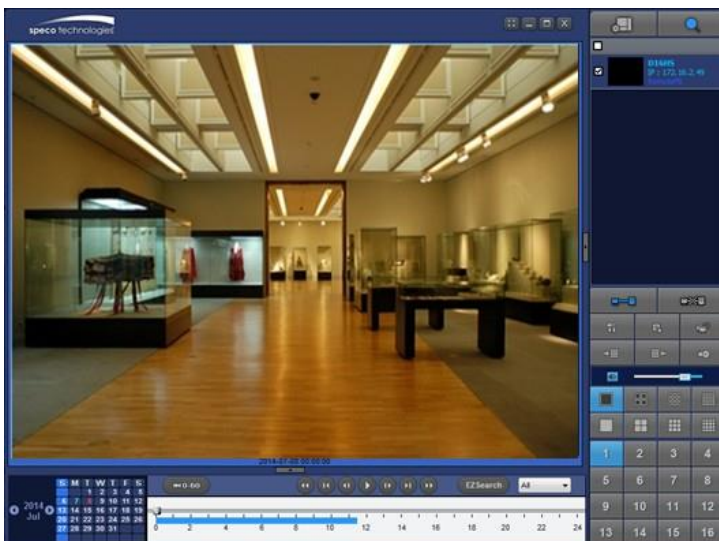 speco technologies
D16HS
IP : 172.16.2.49
2014-07-08 00:00:00
0-60
EZSearch
All
2014
Jul
S M T W T F S
1 2 3 4 5
6 7 8 9 10 11 12
13 14 15 16 17 18 19
20 21 22 23 24 25 26
27 28 29 30 31
0 2 4 6 8 10 12 14 16 18 20 22 24
1 2 3 4
5 6 7 8
9 10 11 12
13 14 15 16